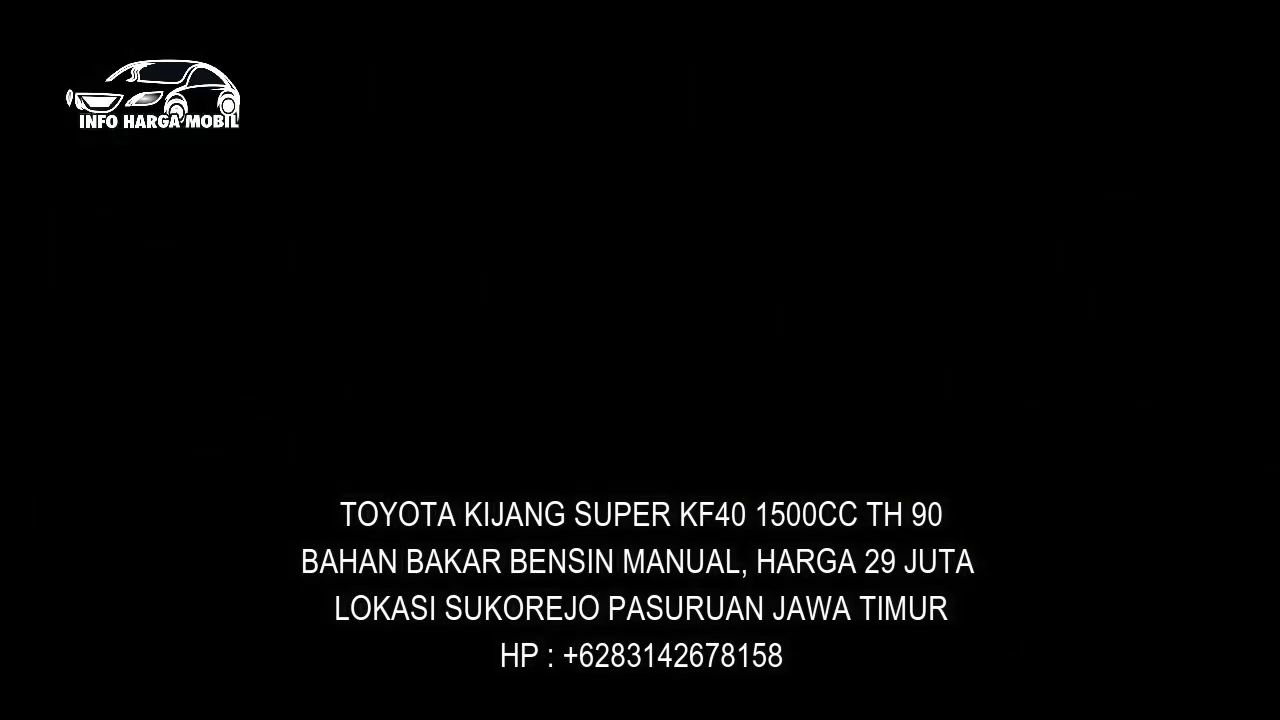 INFO HARGA MOBIL
TOYOTA KIJANG SUPER KF40 1500CC TH 90
BAHAN BAKAR BENSIN MANUAL, HARGA 29 JUTA
LOKASI SUKOREJO PASURUAN JAWA TIMUR
HP : +6283142678158